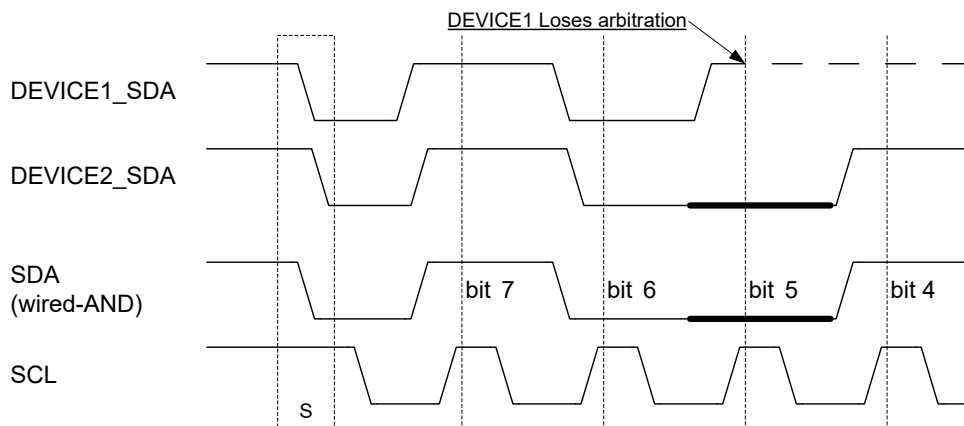 DEVICE1 Loses arbitration
DEVICE1_SDA
DEVICE2_SDA
SDA
(wired-AND)
bit 7
bit 6
bit 5
bit 4
SCL
S